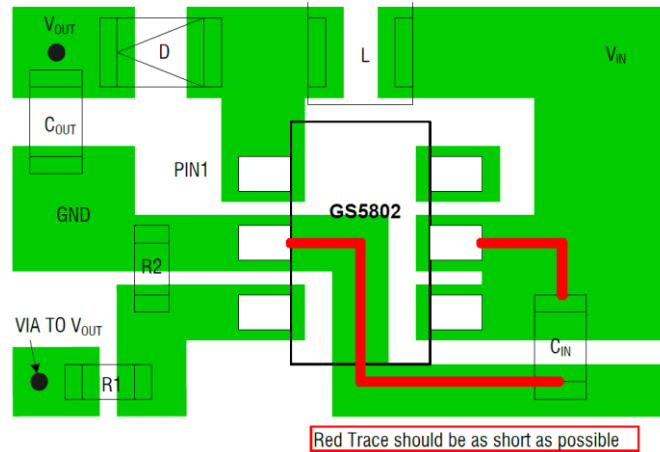 VOUT
D
L
VIN
COUT
PIN1
GS5802
GND
R2
VIA TO VOUT
CIN
R1
Red Trace should be as short as possible